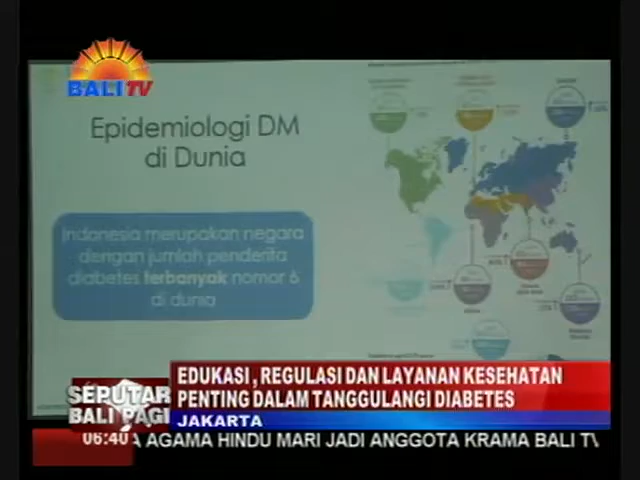 BALI TV
Epidemiologi DM
di Dunia
Indonesia merupakan negara
dengan jumlah penderita
diabetes terbanyak nomor 6
di dunia
EDUKASI , REGULASI DAN LAYANAN KESEHATAN
PENTING DALAM TANGGULANGI DIABETES
SEPUTAR
BALI PAGI
JAKARTA
06:40 A AGAMA HINDU MARI JADI ANGGOTA KRAMA BALI TV